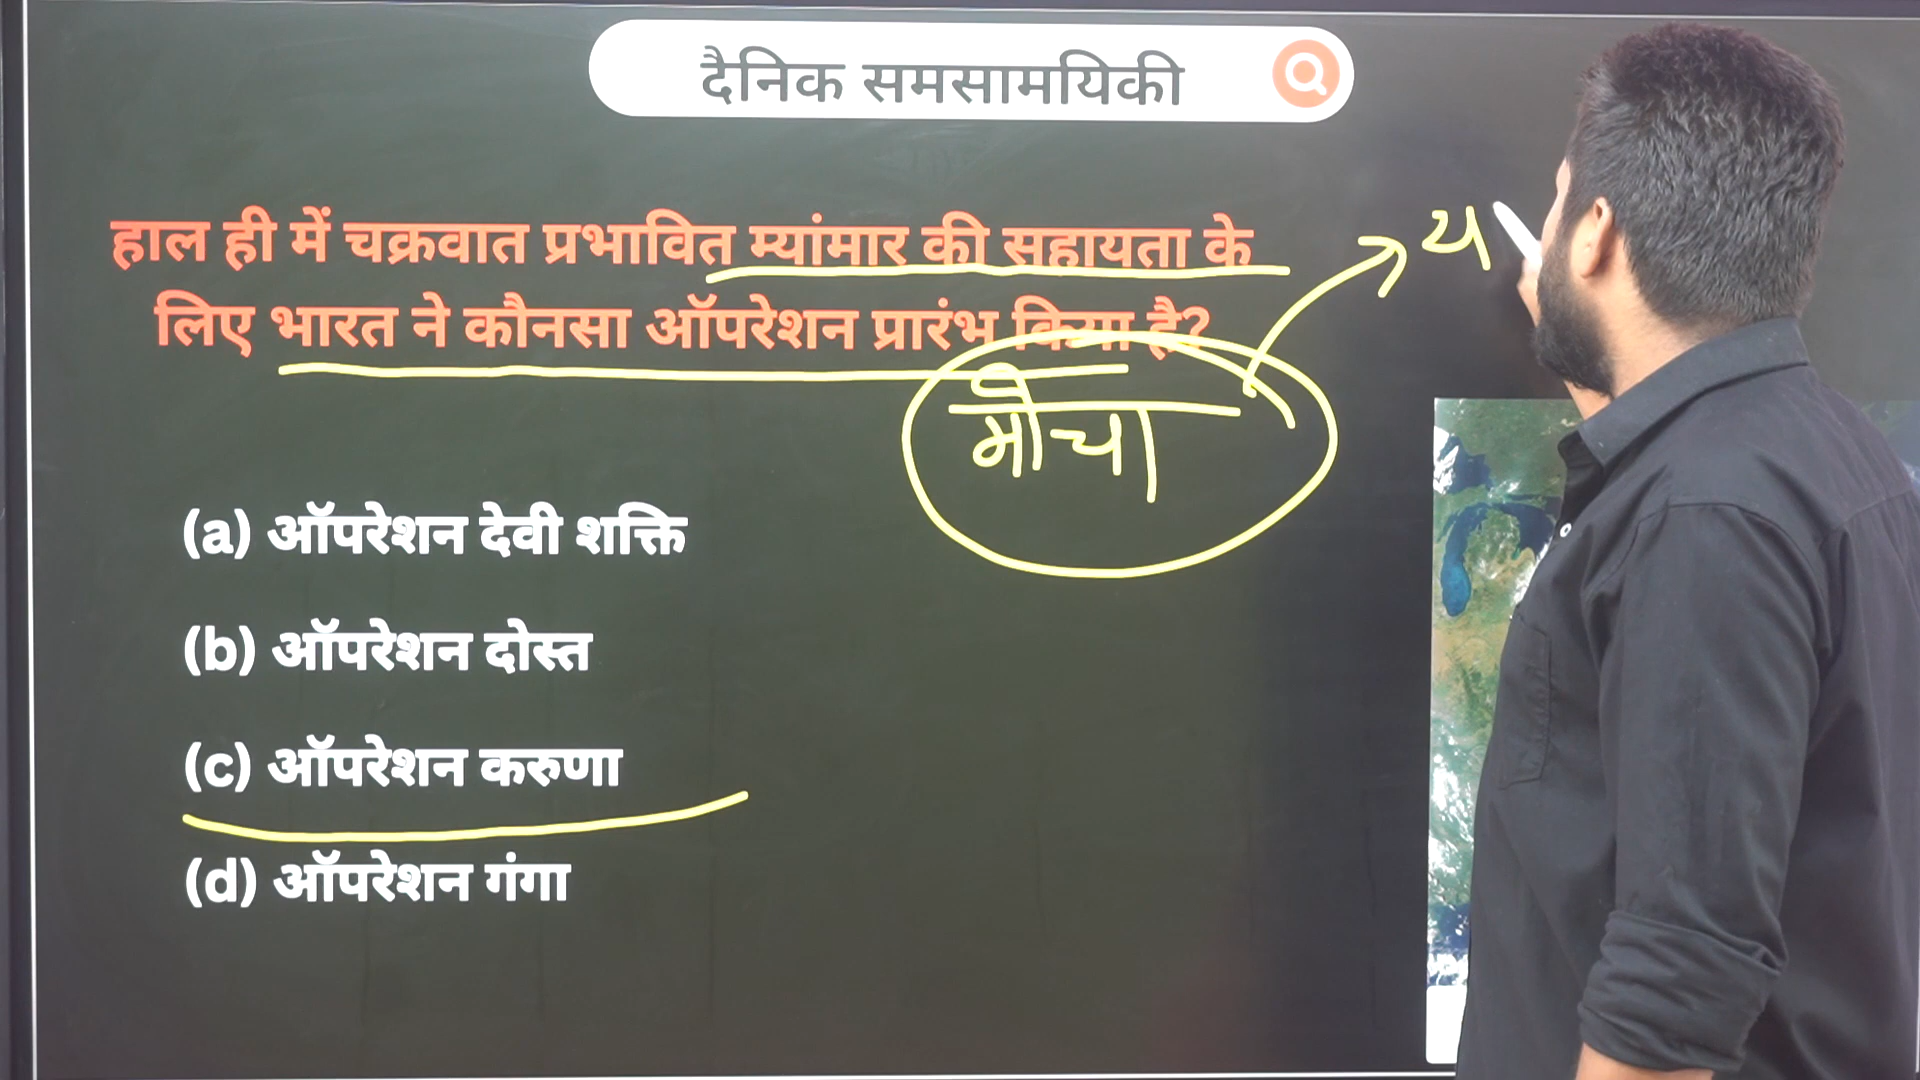 दैनिक समसामयिकी
हाल ही में चक्रवात प्रभावित म्यांमार की सहायता के
लिए भारत ने कौनसा ऑपरेशन प्रारंभ किया है?
मोचा
य
(a) ऑपरेशन देवी शक्ति
(b) ऑपरेशन दोस्त
(c) ऑपरेशन करुणा
(d) ऑपरेशन गंगा